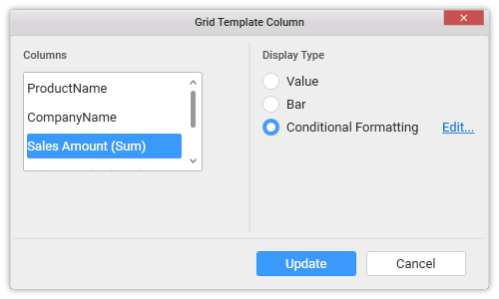 Grid Template Column
Columns
ProductName
CompanyName
Sales Amount (Sum)
Display Type
Value
Bar
Conditional Formatting Edit...
Update Cancel